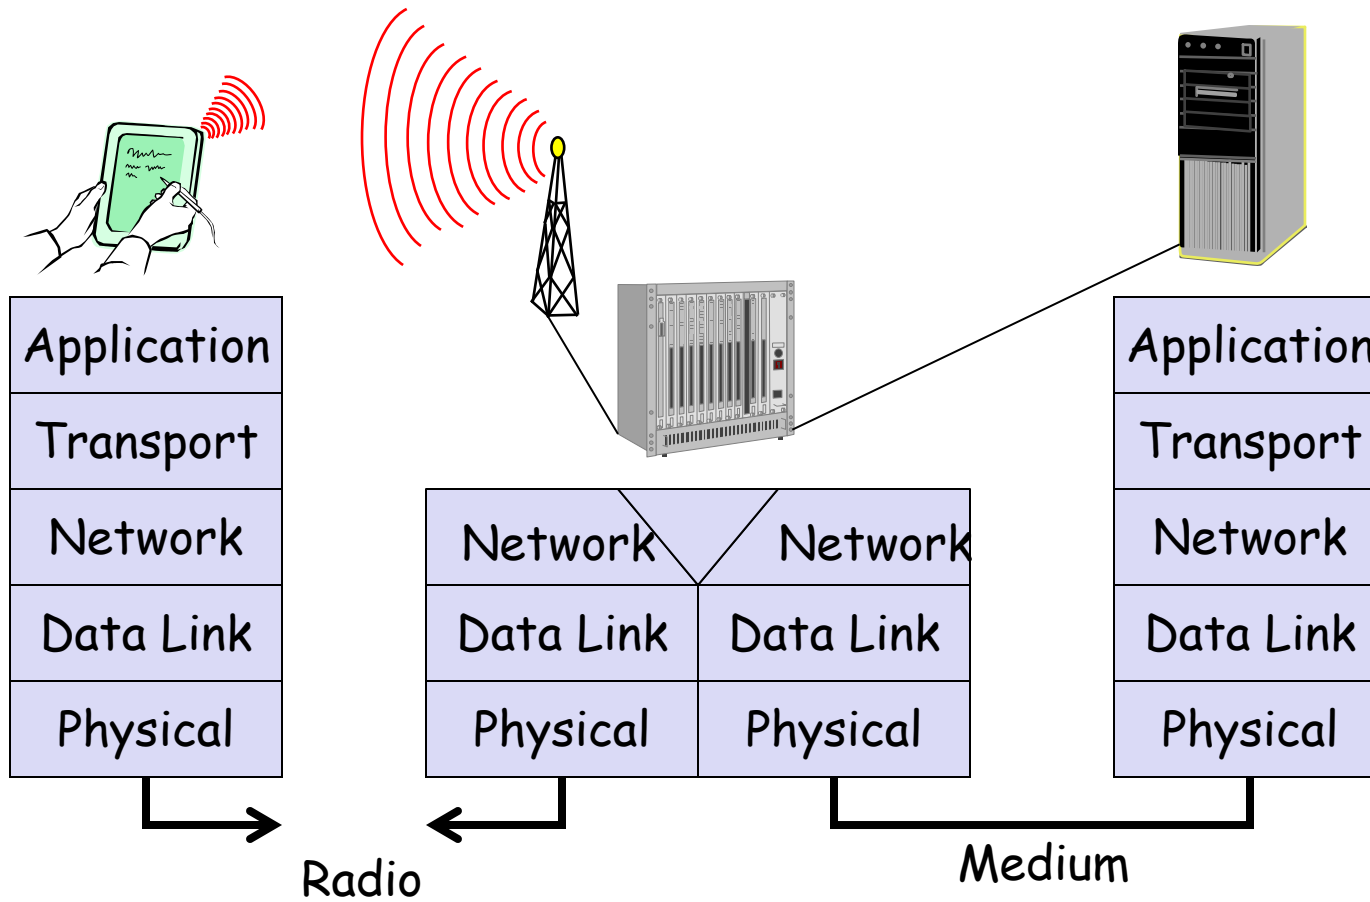 Application
Transport
Network
Data Link
Physical
Network
Network
Data Link
Data Link
Physical
Physical
Application
Transport
Network
Data Link
Physical
Radio
Medium